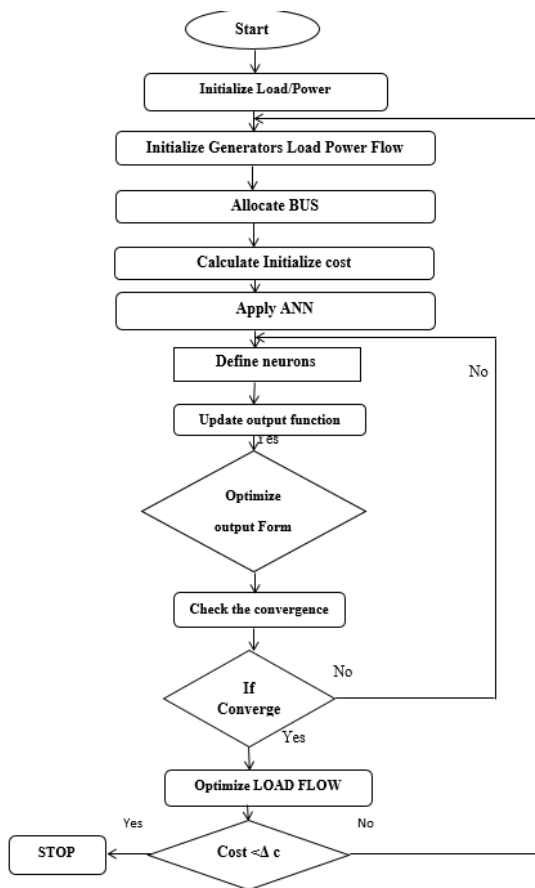 Start
Initialize Load/Power
Initialize Generators Load Power Flow
Allocate BUS
Calculate Initialize cost
Apply ANN
Define neurons
No
Update output function
Yes
Optimize
output Form
Check the convergence
No
If
Converge
Yes
Optimize LOAD FLOW
Yes
No
STOP
Cost <Δ c